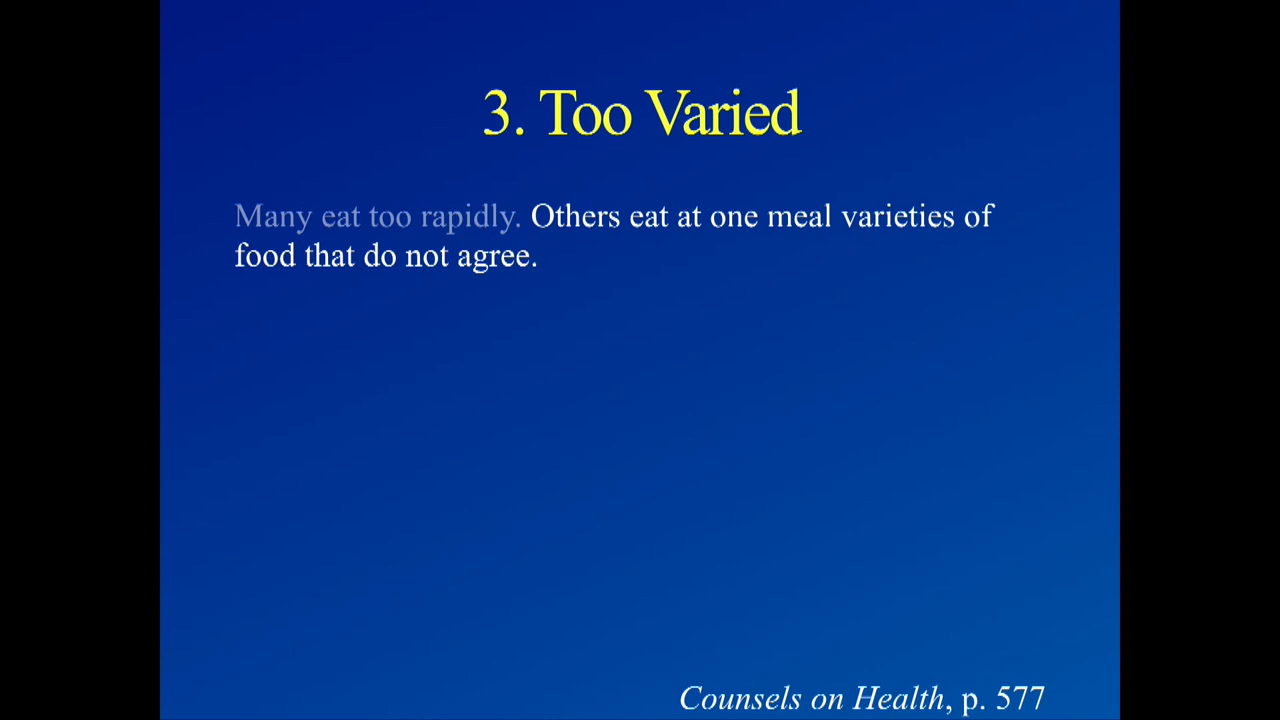 3. Too Varied
Many eat too rapidly. Others eat at one meal varieties of
food that do not agree.
Counsels on Health, p. 577